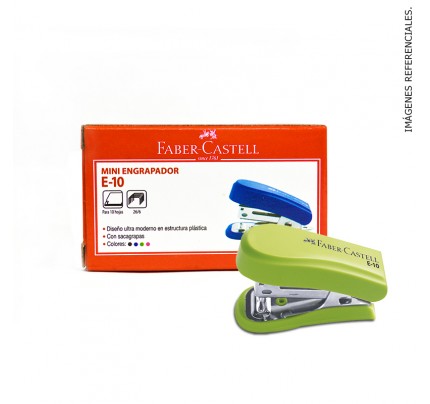 IMÁGENES REFERENCIALES.
FABER-CASTELL
since 1761
MINI ENGRAPADOR
E-10
Para 10 hojas
26/6
• Diseño ultra moderno en estructura plástica
• Con sacagrapas
• Colores:
FABER-CASTELL
E-10